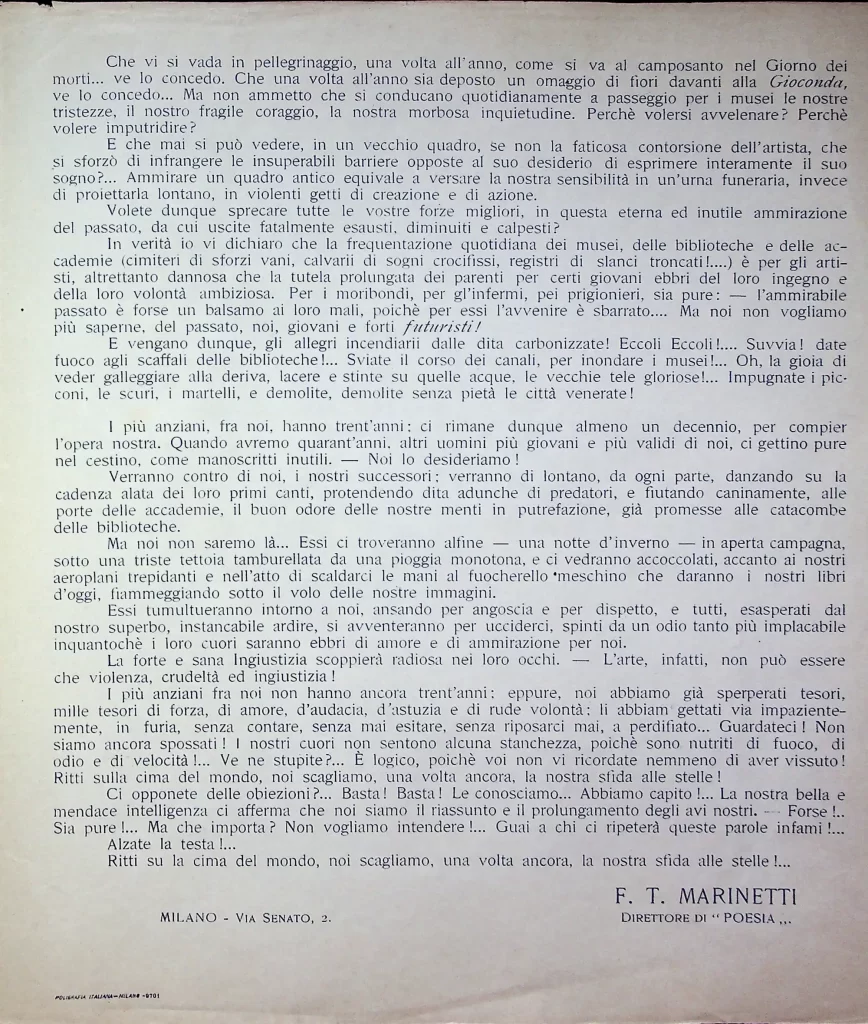 Che vi si vada in pellegrinaggio, una volta all'anno, come si va al camposanto nel Giorno dei
morti... ve lo concedo. Che una volta all'anno sia deposto un omaggio di fiori davanti alla Gioconda,
ve lo concedo... Ma non ammetto che si conducano quotidianamente a passeggio per i musei le nostre
tristezze, il nostro fragile coraggio, la nostra morbosa inquietudine. Perchè volersi avvelenare? Perchè
volere imputridire?
E che mai si può vedere, in un vecchio quadro, se non la faticosa contorsione dell'artista, che
si sforzò di infrangere le insuperabili barriere opposte al suo desiderio di esprimere interamente il suo
sogno?... Ammirare un quadro antico equivale a versare la nostra sensibilità in un'urna funeraria, invece
di proiettarla lontano, in violenti getti di creazione e di azione.
Volete dunque sprecare tutte le vostre forze migliori, in questa eterna ed inutile ammirazione
del passato, da cui uscite fatalmente esausti, diminuiti e calpesti?
In verità io vi dichiaro che la frequentazione quotidiana dei musei, delle biblioteche e delle ac-
cademie (cimiteri di sforzi vani, calvarii di sogni crocifissi, registri di slanci troncati!....) è per gli arti-
sti, altrettanto dannosa che la tutela prolungata dei parenti per certi giovani ebbri del loro ingegno e
della loro volontà ambiziosa. Per i moribondi, per gl'infermi, pei prigionieri, sia pure: — l'ammirabile
passato è forse un balsamo ai loro mali, poichè per essi l'avvenire è sbarrato.... Ma noi non vogliamo
più saperne, del passato, noi, giovani e forti futuristi!
E vengano dunque, gli allegri incendiarii dalle dita carbonizzate! Eccoli Eccoli!.... Suvvia! date
fuoco agli scaffali delle biblioteche!... Sviate il corso dei canali, per inondare i musei!... Oh, la gioia di
veder galleggiare alla deriva, lacere e stinte su quelle acque, le vecchie tele gloriose!... Impugnate i pic-
coni, le scuri, i martelli, e demolite, demolite senza pietà le città venerate!
I più anziani, fra noi, hanno trent'anni: ci rimane dunque almeno un decennio, per compier
l'opera nostra. Quando avremo quarant'anni, altri uomini più giovani e più validi di noi, ci gettino pure
nel cestino, come manoscritti inutili. — Noi lo desideriamo!
Verranno contro di noi, i nostri successori; verranno di lontano, da ogni parte, danzando su la
cadenza alata dei loro primi canti, protendendo dita adunche di predatori, e fiutando caninamente, alle
porte delle accademie, il buon odore delle nostre menti in putrefazione, già promesse alle catacombe
delle biblioteche.
Ma noi non saremo là... Essi ci troveranno alfine — una notte d'inverno — in aperta campagna,
sotto una triste tettoia tamburellata da una pioggia monotona, e ci vedranno accoccolati, accanto ai nostri
aeroplani trepidanti e nell'atto di scaldarci le mani al fuocherello meschino che daranno i nostri libri
d'oggi, fiammeggiando sotto il volo delle nostre immagini.
Essi tumultueranno intorno a noi, ansando per angoscia e per dispetto, e tutti, esasperati dal
nostro superbo, instancabile ardire, si avventeranno per ucciderci, spinti da un odio tanto più implacabile
inquantochè i loro cuori saranno ebbri di amore e di ammirazione per noi.
La forte e sana Ingiustizia scoppierà radiosa nei loro occhi. — L'arte, infatti, non può essere
che violenza, crudeltà ed ingiustizia!
I più anziani fra noi non hanno ancora trent'anni: eppure, noi abbiamo già sperperati tesori,
mille tesori di forza, di amore, d'audacia, d'astuzia e di rude volontà; li abbiam gettati via impaziente-
mente, in furia, senza contare, senza mai esitare, senza riposarci mai, a perdifiato... Guardateci! Non
siamo ancora spossati! I nostri cuori non sentono alcuna stanchezza, poichè sono nutriti di fuoco, di
odio e di velocità!... Ve ne stupite?... È logico, poichè voi non vi ricordate nemmeno di aver vissuto!
Ritti sulla cima del mondo, noi scagliamo, una volta ancora, la nostra sfida alle stelle!
Ci opponete delle obiezioni?... Basta! Basta! Le conosciamo... Abbiamo capito!... La nostra bella e
mendace intelligenza ci afferma che noi siamo il riassunto e il prolungamento degli avi nostri. — Forse!..
Sia pure!... Ma che importa? Non vogliamo intendere!... Guai a chi ci ripeterà queste parole infami!...
Alzate la testa!...
Ritti su la cima del mondo, noi scagliamo, una volta ancora, la nostra sfida alle stelle!...
F. T. MARINETTI
MILANO - VIA SENATO, 2.
DIRETTORE DI “ POESIA ,,.
POLIGRAFIA ITALIANA—MILANO -9701